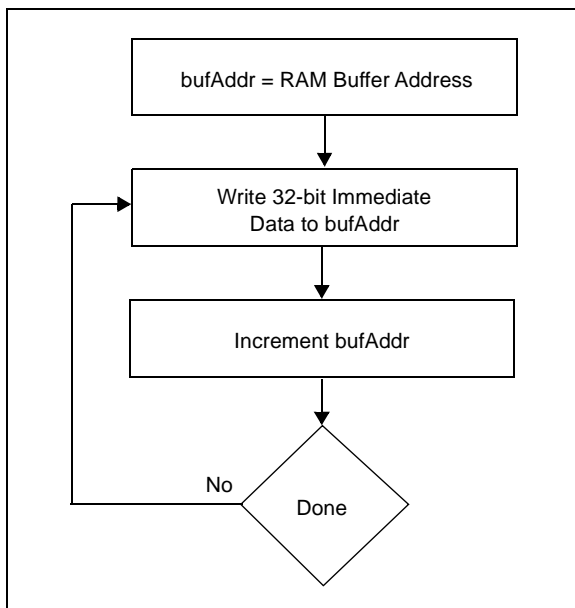 bufAddr = RAM Buffer Address
Write 32-bit Immediate
Data to bufAddr
Increment bufAddr
No
Done